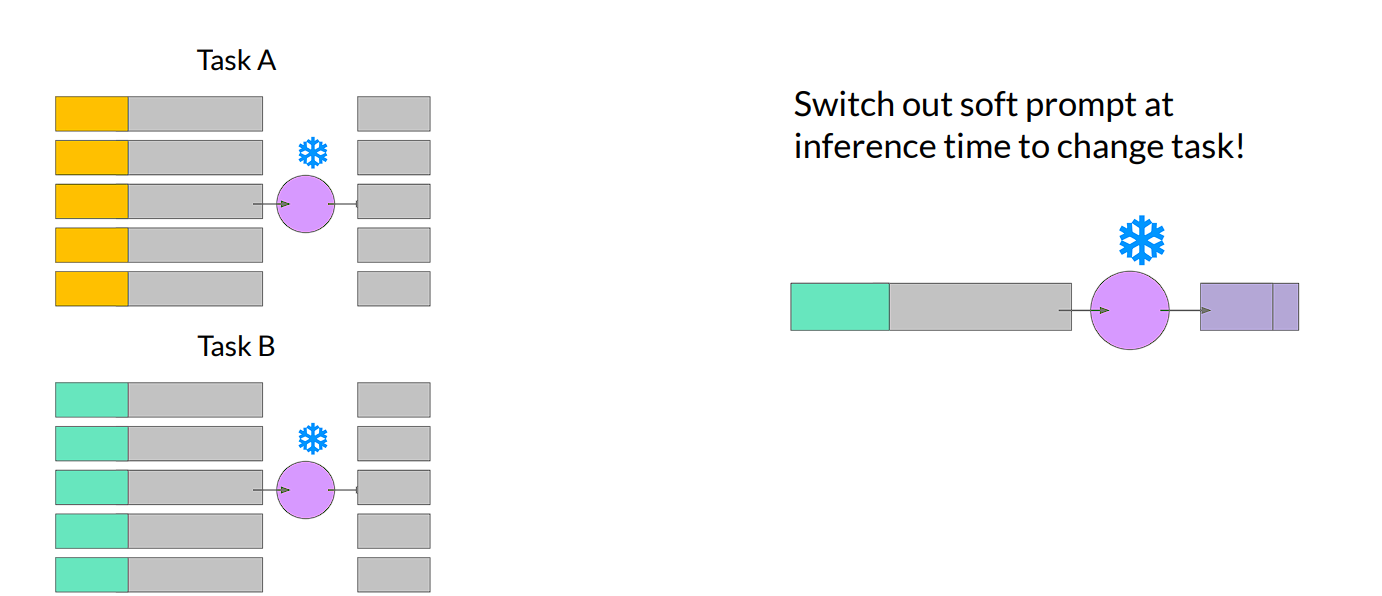 Task A
Switch out soft prompt at
inference time to change task!
Task B